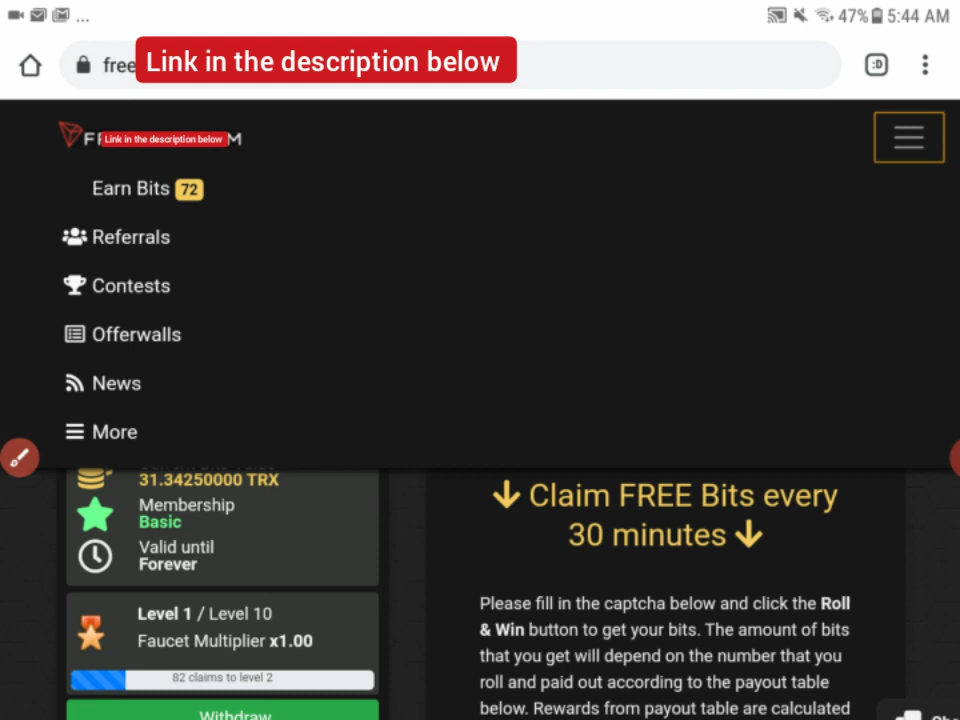 ... 47% 5:44 AM
free Link in the description below :D
F Link in the description below M
Earn Bits 72
Referrals
Contests
Offerwalls
News
More
31.34250000 TRX
Membership
Basic
Valid until
Forever
Level 1 / Level 10
Faucet Multiplier x1.00
82 claims to level 2
Withdraw
Claim FREE Bits every
30 minutes
Please fill in the captcha below and click the Roll
& Win button to get your bits. The amount of bits
that you get will depend on the number that you
roll and paid out according to the payout table
below. Rewards from payout table are calculated